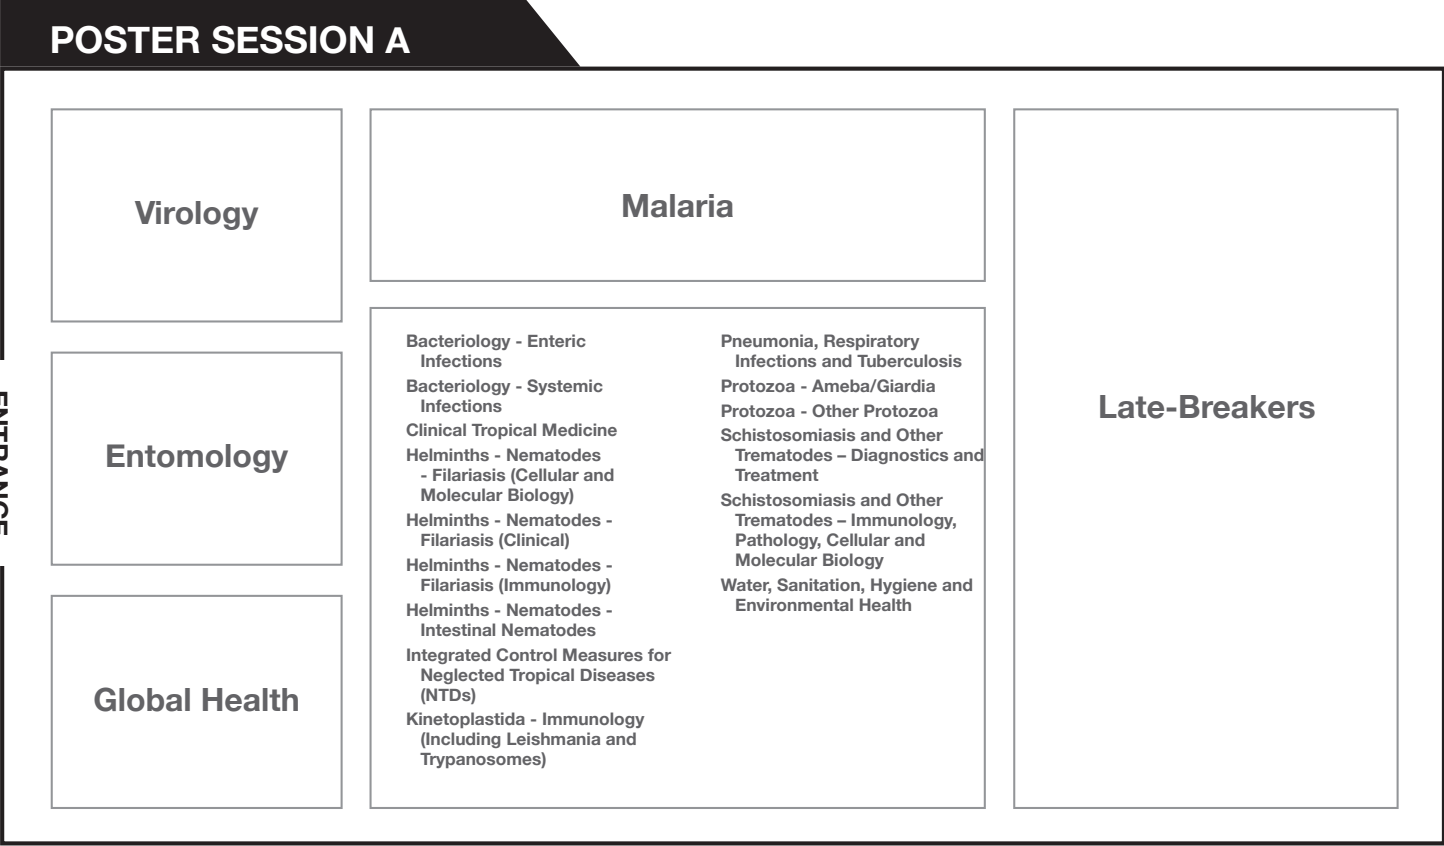 POSTER SESSION A
Virology
Malaria
Late-Breakers
Entomology
Global Health
ENTRANCE
Bacteriology - Enteric
Infections
Bacteriology - Systemic
Infections
Clinical Tropical Medicine
Helminths - Nematodes
- Filariasis (Cellular and
Molecular Biology)
Helminths - Nematodes -
Filariasis (Clinical)
Helminths - Nematodes -
Filariasis (Immunology)
Helminths - Nematodes -
Intestinal Nematodes
Integrated Control Measures for
Neglected Tropical Diseases
(NTDs)
Kinetoplastida - Immunology
(Including Leishmania and
Trypanosomes)
Pneumonia, Respiratory
Infections and Tuberculosis
Protozoa - Ameba/Giardia
Protozoa - Other Protozoa
Schistosomiasis and Other
Trematodes – Diagnostics and
Treatment
Schistosomiasis and Other
Trematodes – Immunology,
Pathology, Cellular and
Molecular Biology
Water, Sanitation, Hygiene and
Environmental Health